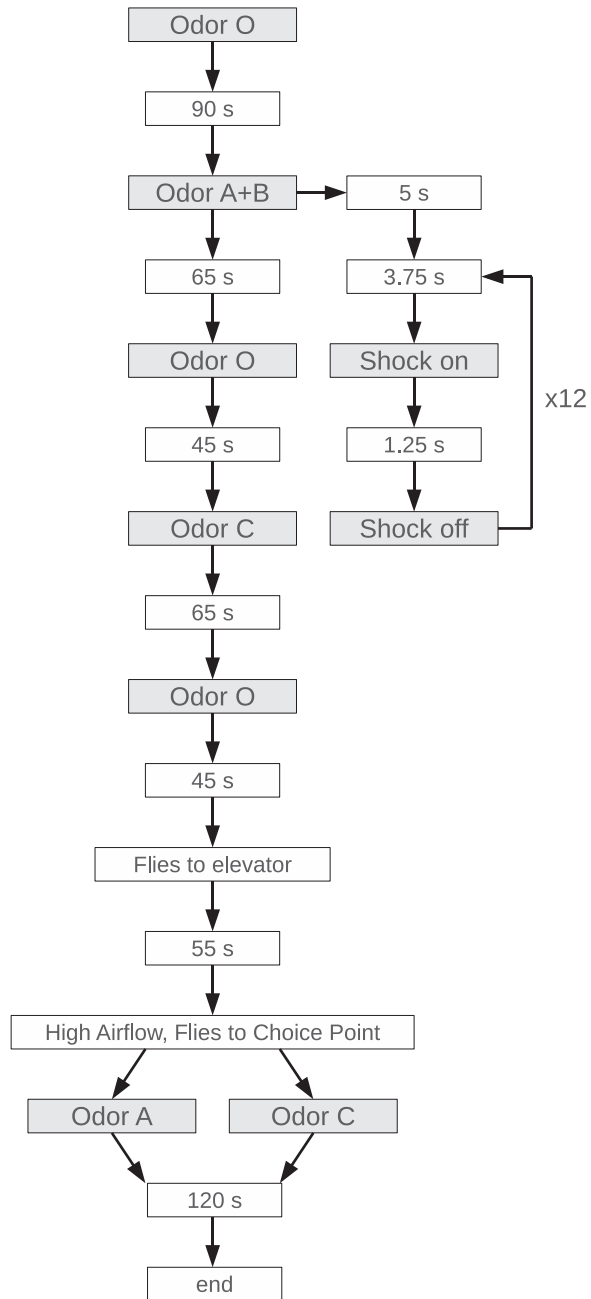 Odor O
90 s
Odor A+B
5 s
65 s
3.75 s
Odor O
Shock on
x12
45 s
1.25 s
Odor C
Shock off
65 s
Odor O
45 s
Flies to elevator
55 s
High Airflow, Flies to Choice Point
Odor A
Odor C
120 s
end